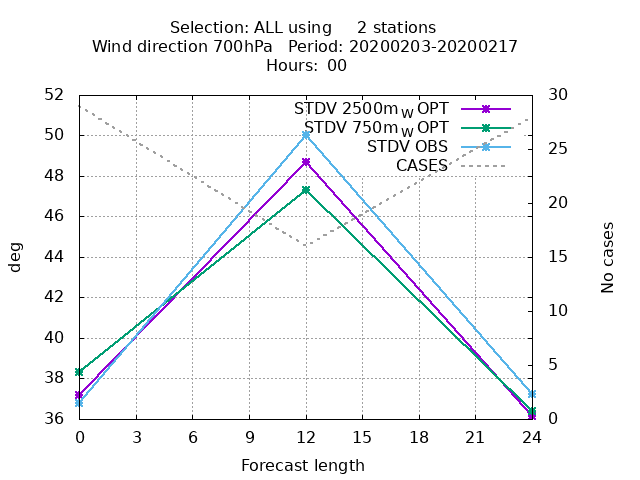 Selection: ALL using     2 stations
Wind direction 700hPa   Period: 20200203-20200217
Hours: 00
STDV 2500m W OPT
STDV 750m W OPT
STDV OBS
CASES
52
50
48
46
44
42
40
38
36
deg
30
25
20
15
10
5
0
No cases
0 3 6 9 12 15 18 21 24
Forecast length